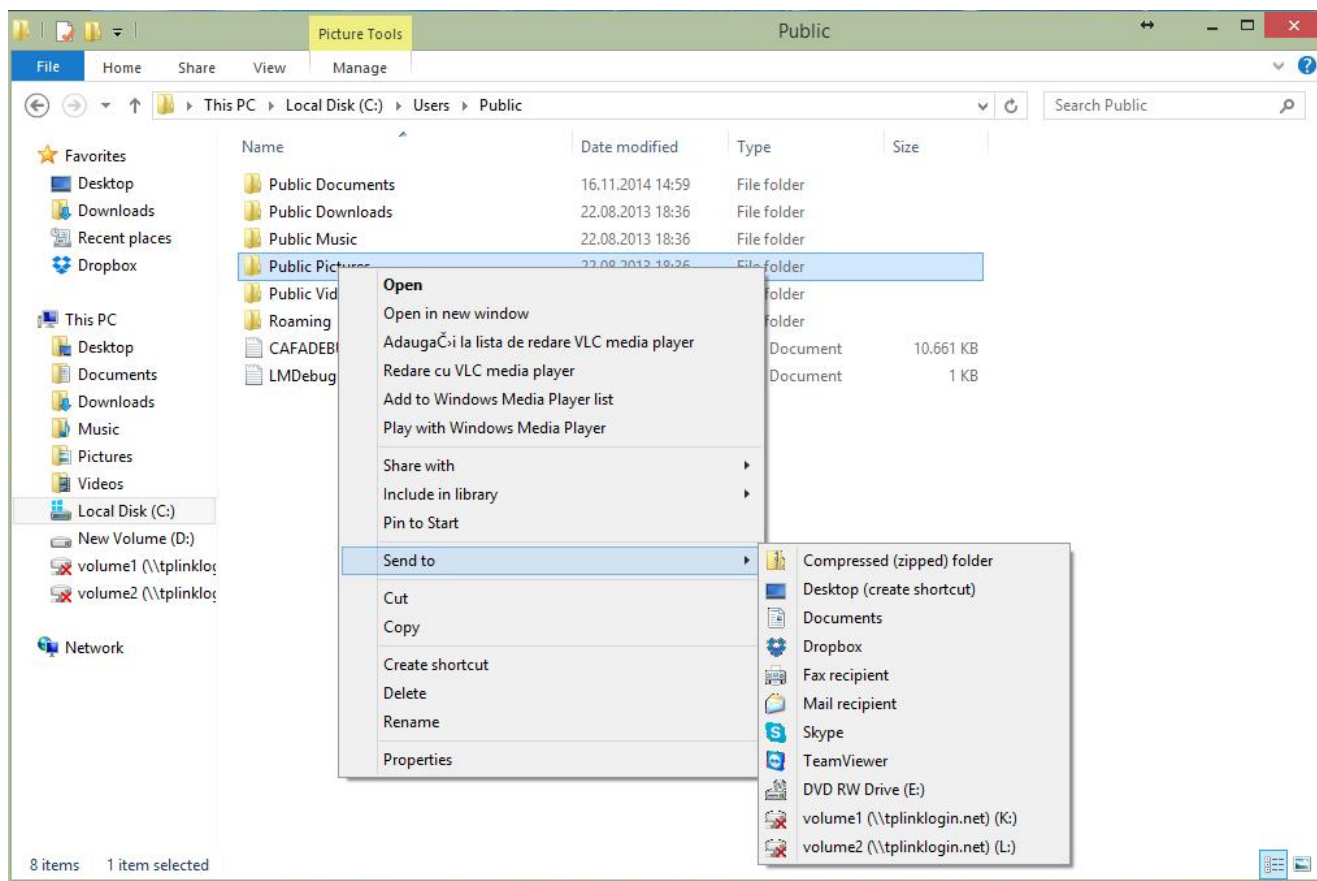 Picture Tools
Public
File Home Share View Manage
This PC Local Disk (C:) Users Public
Search Public
Favorites
Desktop
Downloads
Recent places
Dropbox
This PC
Desktop
Documents
Downloads
Music
Pictures
Videos
Local Disk (C:)
New Volume (D:)
volume1 (\\tplinklog
volume2 (\\tplinklog
Network
Name Date modified Type Size
Public Documents 16.11.2014 14:59 File folder
Public Downloads 22.08.2013 18:36 File folder
Public Music 22.08.2013 18:36 File folder
Public Pictures 22.08.2013 18:36 File folder
Public Vid folder
Roaming folder
CAFADEB Document 10.661 KB
LMDebug Document 1 KB
Open
Open in new window
AdaugaČ›i la lista de redare VLC media player
Redare cu VLC media player
Add to Windows Media Player list
Play with Windows Media Player
Share with
Include in library
Pin to Start
Send to
Cut
Copy
Create shortcut
Delete
Rename
Properties
Compressed (zipped) folder
Desktop (create shortcut)
Documents
Dropbox
Fax recipient
Mail recipient
Skype
TeamViewer
DVD RW Drive (E:)
volume1 (\\tplinklogin.net) (K:)
volume2 (\\tplinklogin.net) (L:)
8 items 1 item selected